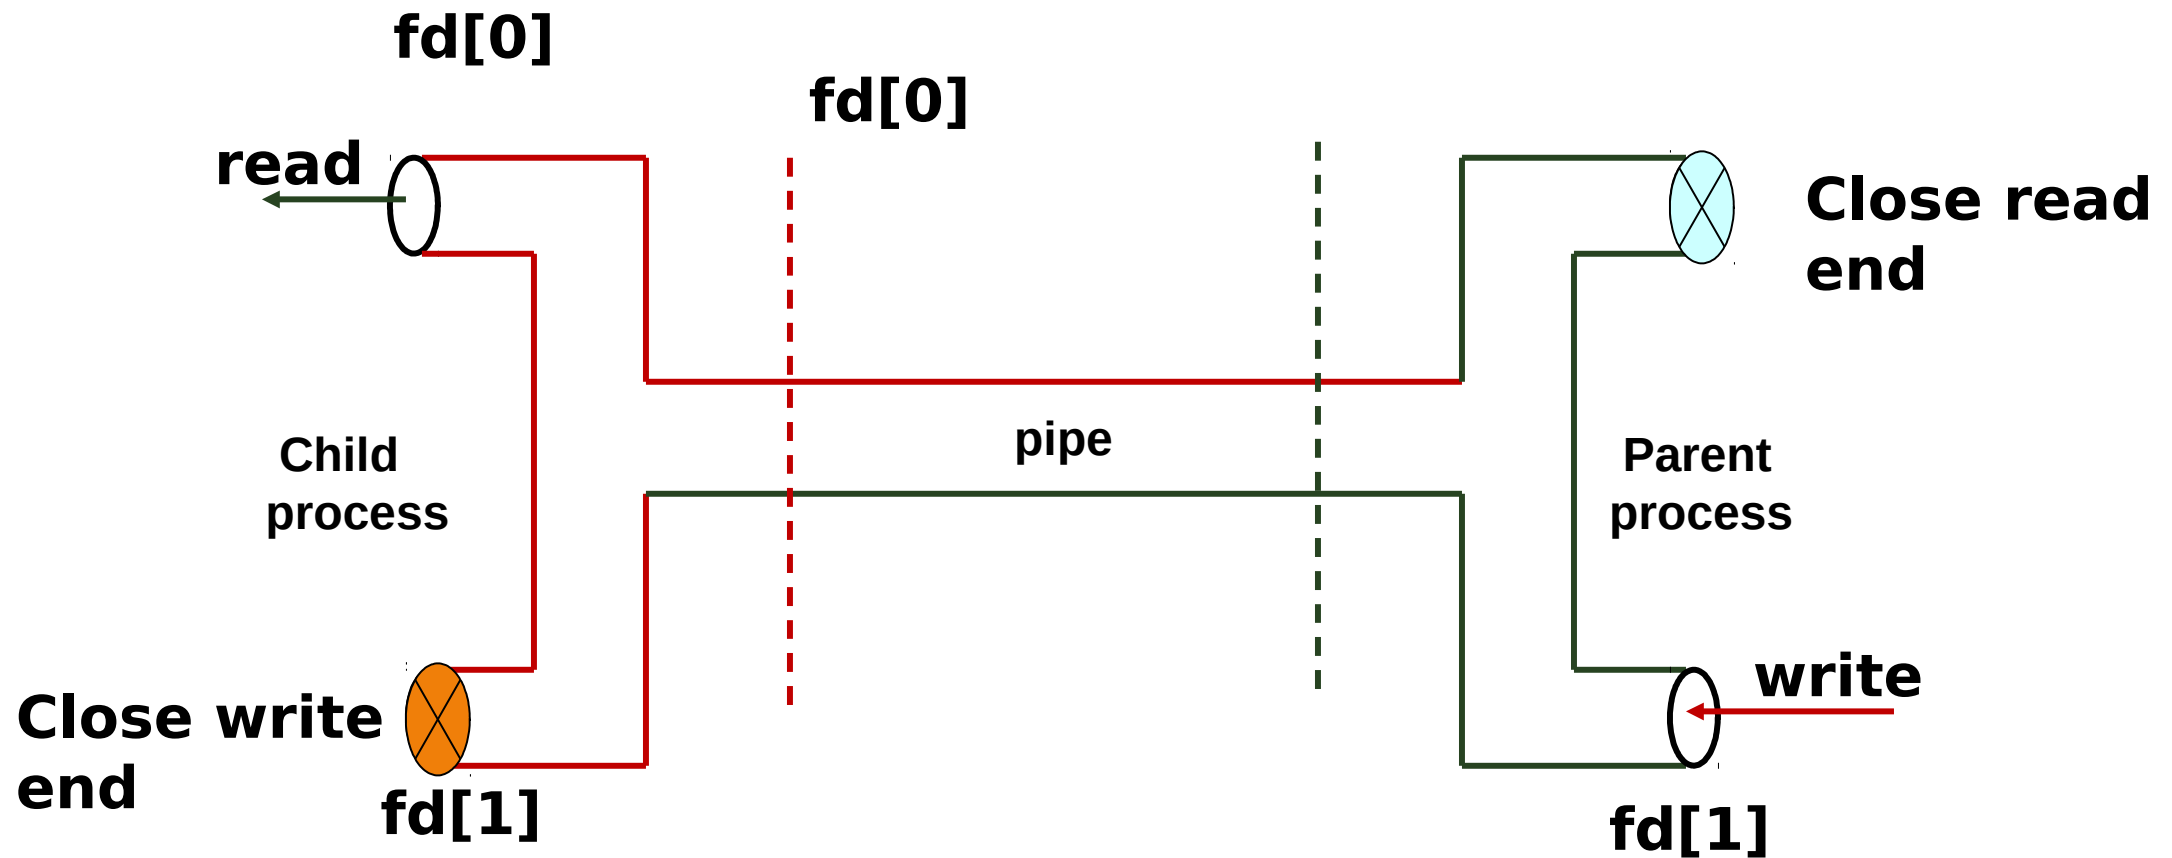 fd[0]
fd[0]
read
Close read
end
pipe
Child
process
Parent
process
write
Close write
end
fd[1]
fd[1]